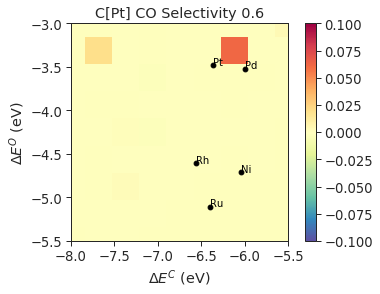 C[Pt] CO Selectivity 0.6
−3.0
−3.5
−4.0
−4.5
−5.0
−5.5
ΔE^O (eV)
Pt
Pd
Rh
Ni
Ru
−8.0 −7.5 −7.0 −6.5 −6.0 −5.5
ΔE^C (eV)
0.100
0.075
0.050
0.025
0.000
−0.025
−0.050
−0.075
−0.100